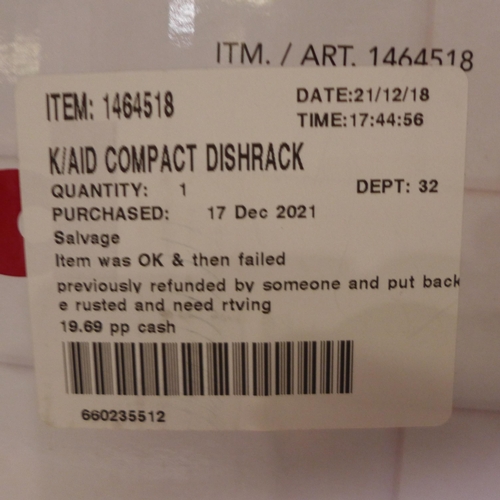 ITM. / ART. 1464518
ITEM: 1464518
DATE:21/12/18
TIME:17:44:56
K/AID COMPACT DISHRACK
QUANTITY: 1
DEPT: 32
PURCHASED: 17 Dec 2021
Salvage
Item was OK & then failed
previously refunded by someone and put back
e rusted and need rtving
19.69 pp cash
660235512